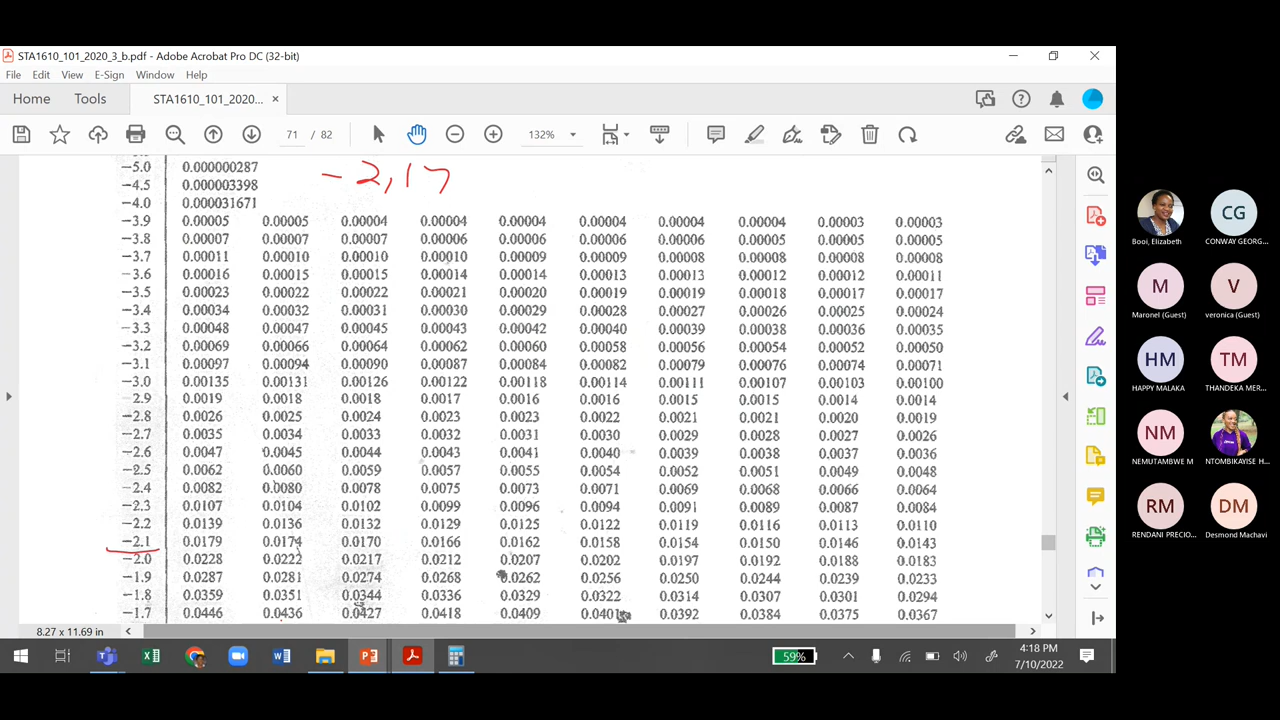 STA1610_101_2020_3_b.pdf - Adobe Acrobat Pro DC (32-bit)
File Edit View E-Sign Window Help
Home Tools STA1610_101_2020... ×
71 / 82 132%
−5.0 0.000000287
−4.5 0.000003398
−4.0 0.000031671
-2,17
−3.9 0.00005 0.00005 0.00004 0.00004 0.00004 0.00004 0.00004 0.00004 0.00003 0.00003
−3.8 0.00007 0.00007 0.00007 0.00006 0.00006 0.00006 0.00006 0.00005 0.00005 0.00005
−3.7 0.00011 0.00010 0.00010 0.00010 0.00009 0.00009 0.00008 0.00008 0.00008 0.00008
−3.6 0.00016 0.00015 0.00015 0.00014 0.00014 0.00013 0.00013 0.00012 0.00012 0.00011
−3.5 0.00023 0.00022 0.00022 0.00021 0.00020 0.00019 0.00019 0.00018 0.00017 0.00017
−3.4 0.00034 0.00032 0.00031 0.00030 0.00029 0.00028 0.00027 0.00026 0.00025 0.00024
−3.3 0.00048 0.00047 0.00045 0.00043 0.00042 0.00040 0.00039 0.00038 0.00036 0.00035
−3.2 0.00069 0.00066 0.00064 0.00062 0.00060 0.00058 0.00056 0.00054 0.00052 0.00050
−3.1 0.00097 0.00094 0.00090 0.00087 0.00084 0.00082 0.00079 0.00076 0.00074 0.00071
−3.0 0.00135 0.00131 0.00126 0.00122 0.00118 0.00114 0.00111 0.00107 0.00103 0.00100
−2.9 0.0019 0.0018 0.0018 0.0017 0.0016 0.0016 0.0015 0.0015 0.0014 0.0014
−2.8 0.0026 0.0025 0.0024 0.0023 0.0023 0.0022 0.0021 0.0021 0.0020 0.0019
−2.7 0.0035 0.0034 0.0033 0.0032 0.0031 0.0030 0.0029 0.0028 0.0027 0.0026
−2.6 0.0047 0.0045 0.0044 0.0043 0.0041 0.0040 0.0039 0.0038 0.0037 0.0036
−2.5 0.0062 0.0060 0.0059 0.0057 0.0055 0.0054 0.0052 0.0051 0.0049 0.0048
−2.4 0.0082 0.0080 0.0078 0.0075 0.0073 0.0071 0.0069 0.0068 0.0066 0.0064
−2.3 0.0107 0.0104 0.0102 0.0099 0.0096 0.0094 0.0091 0.0089 0.0087 0.0084
−2.2 0.0139 0.0136 0.0132 0.0129 0.0125 0.0122 0.0119 0.0116 0.0113 0.0110
−2.1 0.0179 0.0174 0.0170 0.0166 0.0162 0.0158 0.0154 0.0150 0.0146 0.0143
−2.0 0.0228 0.0222 0.0217 0.0212 0.0207 0.0202 0.0197 0.0192 0.0188 0.0183
−1.9 0.0287 0.0281 0.0274 0.0268 0.0262 0.0256 0.0250 0.0244 0.0239 0.0233
−1.8 0.0359 0.0351 0.0344 0.0336 0.0329 0.0322 0.0314 0.0307 0.0301 0.0294
−1.7 0.0446 0.0436 0.0427 0.0418 0.0409 0.0401 0.0392 0.0384 0.0375 0.0367
8.27 x 11.69 in
59% 4:18 PM
7/10/2022
CG
Booi, Elizabeth CONWAY GEORG...
M V
Maronel (Guest) veronica (Guest)
HM TM
HAPPY MALAKA THANDEKA MER...
NM
NEMUTAMBWE M NTOMBIKAYISE H...
RM DM
RENDANI PRECIO... Desmond Machavi